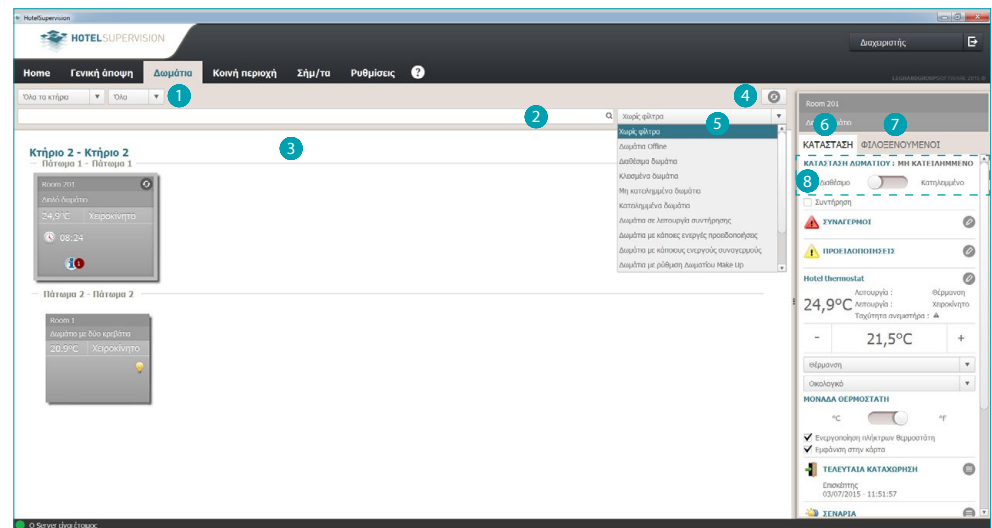 HotelSupervision
HOTELSUPERVISION
Διαχειριστής
Home Γενική άποψη Δωμάτια Κοινή περιοχή Σήμ/τα Ρυθμίσεις ?
Όλα τα κτήρια Όλα 1
4
2 Χωρίς φίλτρα 5
Χωρίς φίλτρα
Δωμάτια Offline
Διαθέσιμα δωμάτια
Κλεισμένα δωμάτια
Μη κατειλημμένα δωμάτια
Κατειλημμένα δωμάτια
Δωμάτια σε λειτουργία συντήρησης
Δωμάτια με κάποιες ενεργές προειδοποιήσεις
Δωμάτια με κάποιους ενεργούς συναγερμούς
Δωμάτια με ρύθμιση Δωματίου Make Up
3
Κτήριο 2 - Κτήριο 2
Πάτωμα 1 - Πάτωμα 1
Room 201
Διπλό δωμάτιο
24,9°C Χειροκίνητο
08:24
1
Πάτωμα 2 - Πάτωμα 2
Room 1
Δωμάτιο με δύο κρεβάτια
20.9°C Χειροκίνητο
Room 201
6 7
ΚΑΤΑΣΤΑΣΗ ΦΙΛΟΞΕΝΟΥΜΕΝΟΙ
ΚΑΤΑΣΤΑΣΗ ΔΩΜΑΤΙΟΥ : ΜΗ ΚΑΤΕΙΛΗΜΜΕΝΟ
8 Διαθέσιμο Κατηλειμμένο
Συντήρηση
ΣΥΝΑΓΕΡΜΟΙ
ΠΡΟΕΙΔΟΠΟΙΗΣΕΙΣ
Hotel thermostat
24,9°C
Λειτουργία : Θέρμανση
Λειτουργία : Χειροκίνητο
Ταχύτητα ανεμιστήρα :
- 21,5°C +
Θέρμανση
Οικολογικό
ΜΟΝΑΔΑ ΘΕΡΜΟΣΤΑΤΗ
°C °F
Ενεργοποίηση πλήκτρων θερμοστάτη
Εμφάνιση στην κάρτα
ΤΕΛΕΥΤΑΙΑ ΚΑΤΑΧΩΡΗΣΗ
Επισκέπτης
03/07/2015 - 11:51:57
ΣΕΝΑΡΙΑ
Ο Server είναι έτοιμος